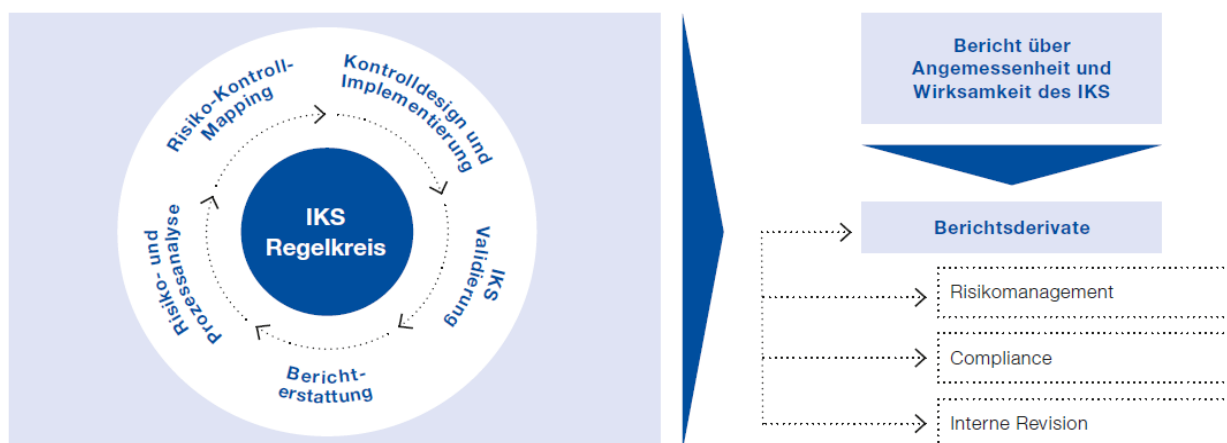 Risiko-Kontroll-
Mapping
Kontrolldesign und
Implementierung
IKS
Validierung
Bericht-
erstattung
Risiko- und
Prozessanalyse
IKS
Regelkreis
Bericht über
Angemessenheit und
Wirksamkeit des IKS
Berichtsderivate
Risikomanagement
Compliance
Interne Revision